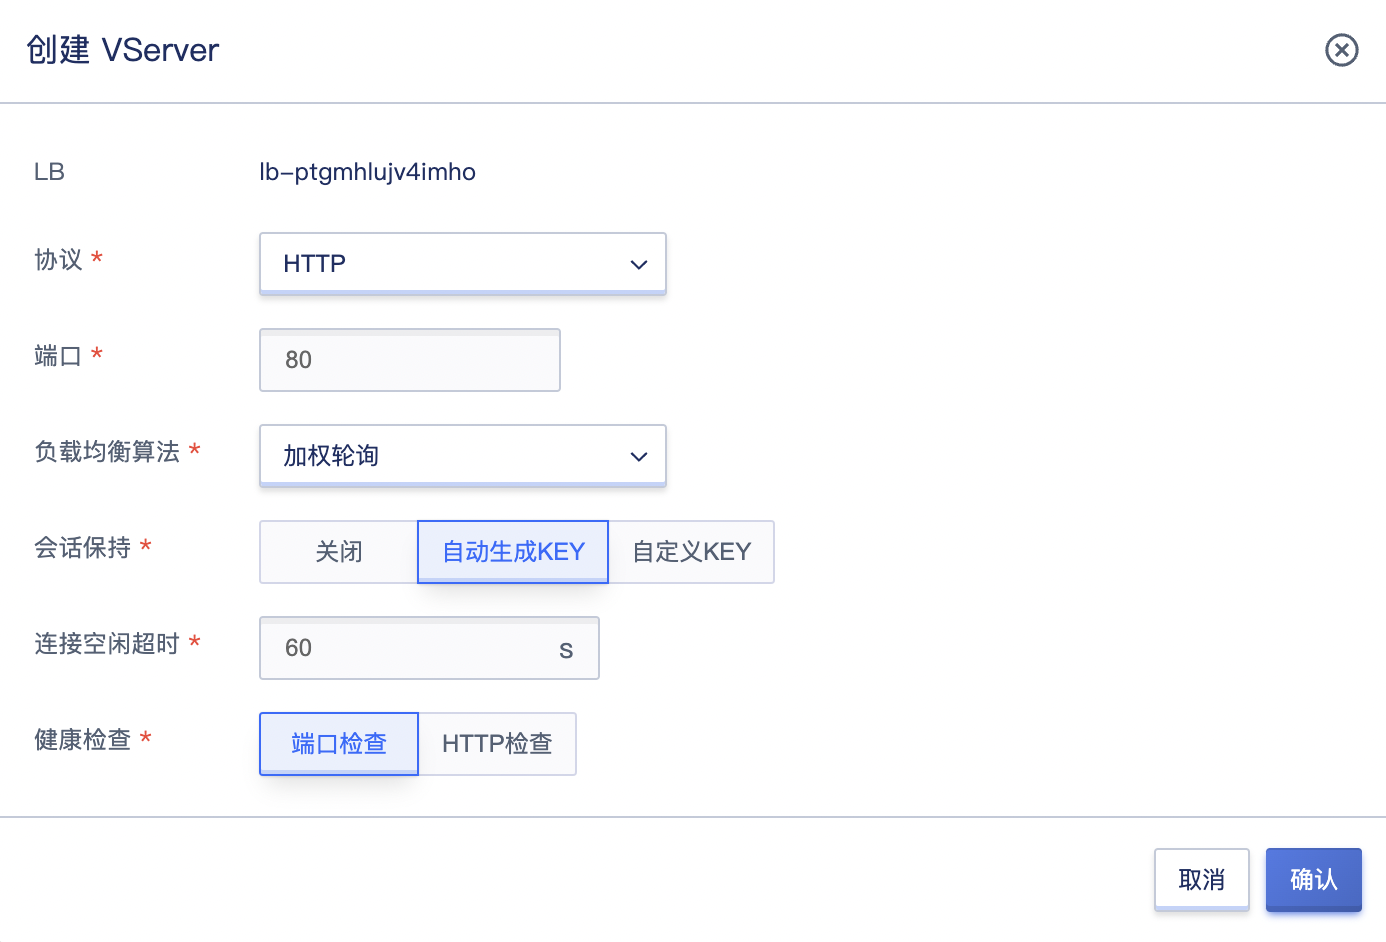 创建 VServer
LB lb-ptgmhlujv4imho
协议 * HTTP
端口 * 80
负载均衡算法 * 加权轮询
会话保持 * 关闭 自动生成KEY 自定义KEY
连接空闲超时 * 60 s
健康检查 * 端口检查 HTTP检查
取消 确认